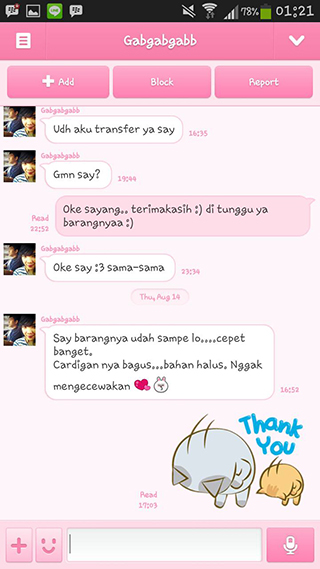 78% 01:21
Gabgabgabb
+ Add
Block
Report
Gabgabgabb
Udh aku transfer ya say
16:35
Gabgabgabb
Gmn say?
19:44
Oke sayang,, terimakasih :) di tunggu ya
barangnyaa :)
Read
22:52
Gabgabgabb
Oke say :3 sama-sama
23:34
Thu, Aug 14
Gabgabgabb
Say barangnya udah sampe lo,,,,cepet
banget,
Cardigan nya bagus,,,bahan halus. Nggak
mengecewakan
16:52
Thank
You
Read
17:03